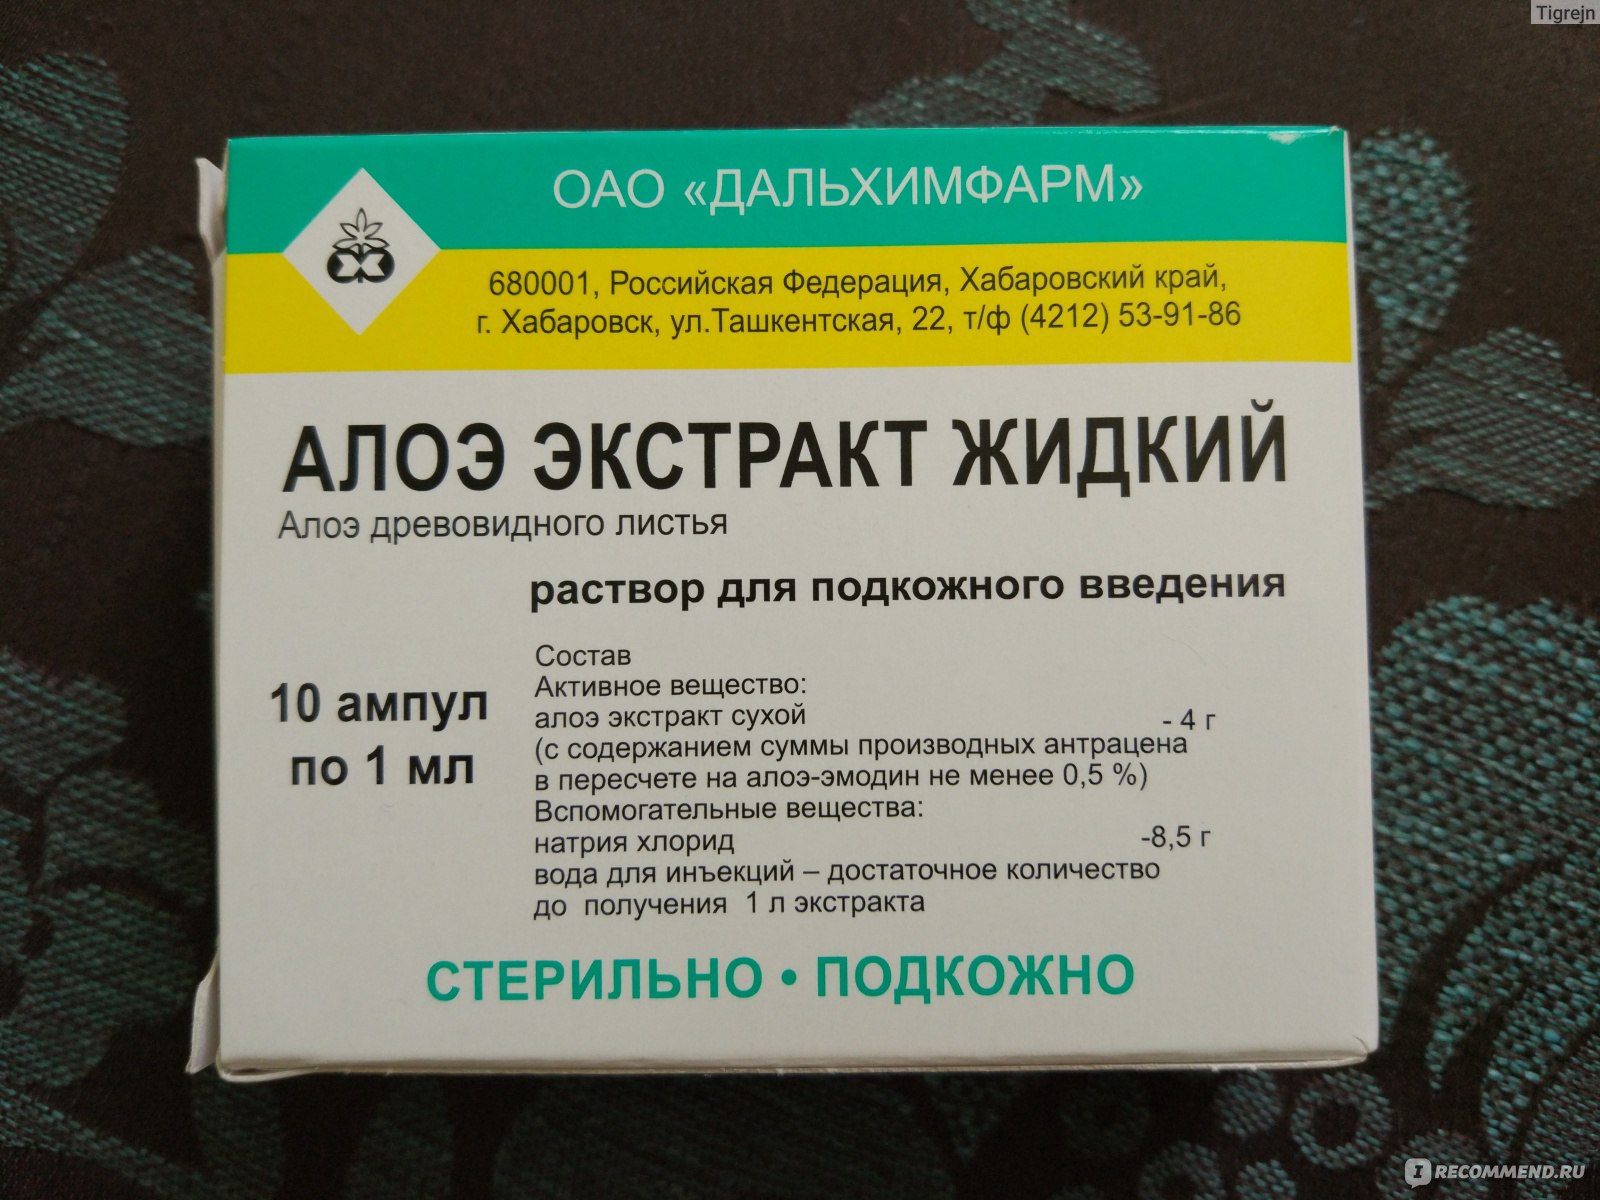 Tigrejn
ОАО «ДАЛЬХИМФАРМ»
680001, Российская Федерация, Хабаровский край,
г. Хабаровск, ул.Ташкентская, 22, т/ф (4212) 53-91-86
АЛОЭ ЭКСТРАКТ ЖИДКИЙ
Алоэ древовидного листья
раствор для подкожного введения
10 ампул
по 1 мл
Состав
Активное вещество:
алоэ экстракт сухой - 4 г
(с содержанием суммы производных антрацена
в пересчете на алоэ-эмодин не менее 0,5 %)
Вспомогательные вещества:
натрия хлорид -8,5 г
вода для инъекций – достаточное количество
до получения 1 л экстракта
СТЕРИЛЬНО • ПОДКОЖНО
IRECOMMEND.RU